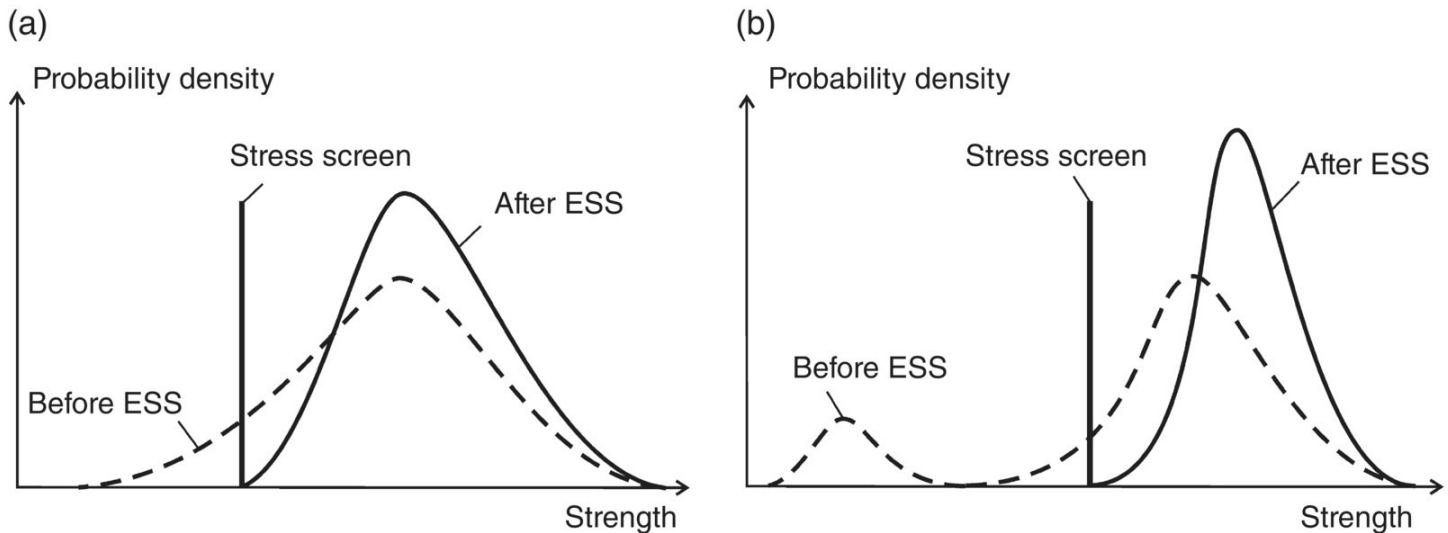 (a)
Probability density
Stress screen
After ESS
Before ESS
Strength
(b)
Probability density
Stress screen
After ESS
Before ESS
Strength